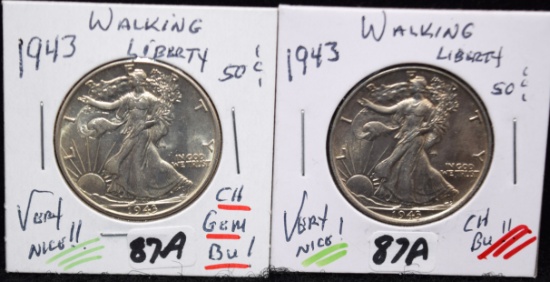 WALKING
LIBERTY
1943
50¢
LIBERTY
IN GOD
WE TRUST
1943
VERY
NICE!!
87A
CH
GEM
BU!
WALKING
LIBERTY
1943
50¢
LIBERTY
IN GOD
WE TRUST
1943
VERY!
NICE!
87A
CH
BU!!